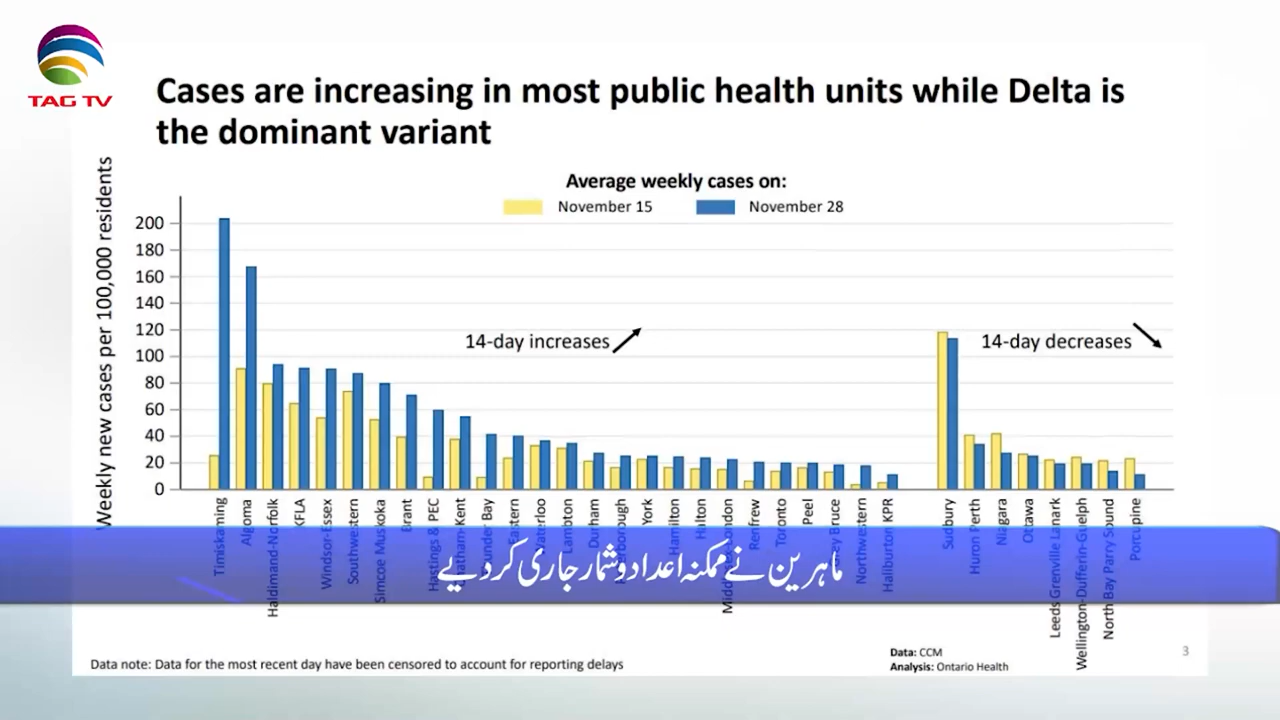 TAG TV
Cases are increasing in most public health units while Delta is
the dominant variant
Weekly new cases per 100,000 residents
Average weekly cases on:
November 15
November 28
200
180
160
140
120
100
80
60
40
20
0
14-day increases
14-day decreases
Timiskaming
Algoma
Haldimand-Norfolk
KFLA
Windsor-Essex
Southwestern
Simcoe Muskoka
Brant
Hastings & PEC
Kent
Bay
Eastern
Waterloo
Lambton
Durham
York
Hamilton
Halton
London
Renfrew
Toronto
Peel
Bruce
Northwestern
Haliburton KPR
Sudbury
Huron Perth
Niagara
Ottawa
Leeds Grenville Lanark
Wellington-Dufferin-Guelph
North Bay Parry Sound
Porcupine
ماہرین نے ممکنہ اعداد و شمار جاری کر دیے
Data note: Data for the most recent day have been censored to account for reporting delays
Data: CCM
Analysis: Ontario Health
3